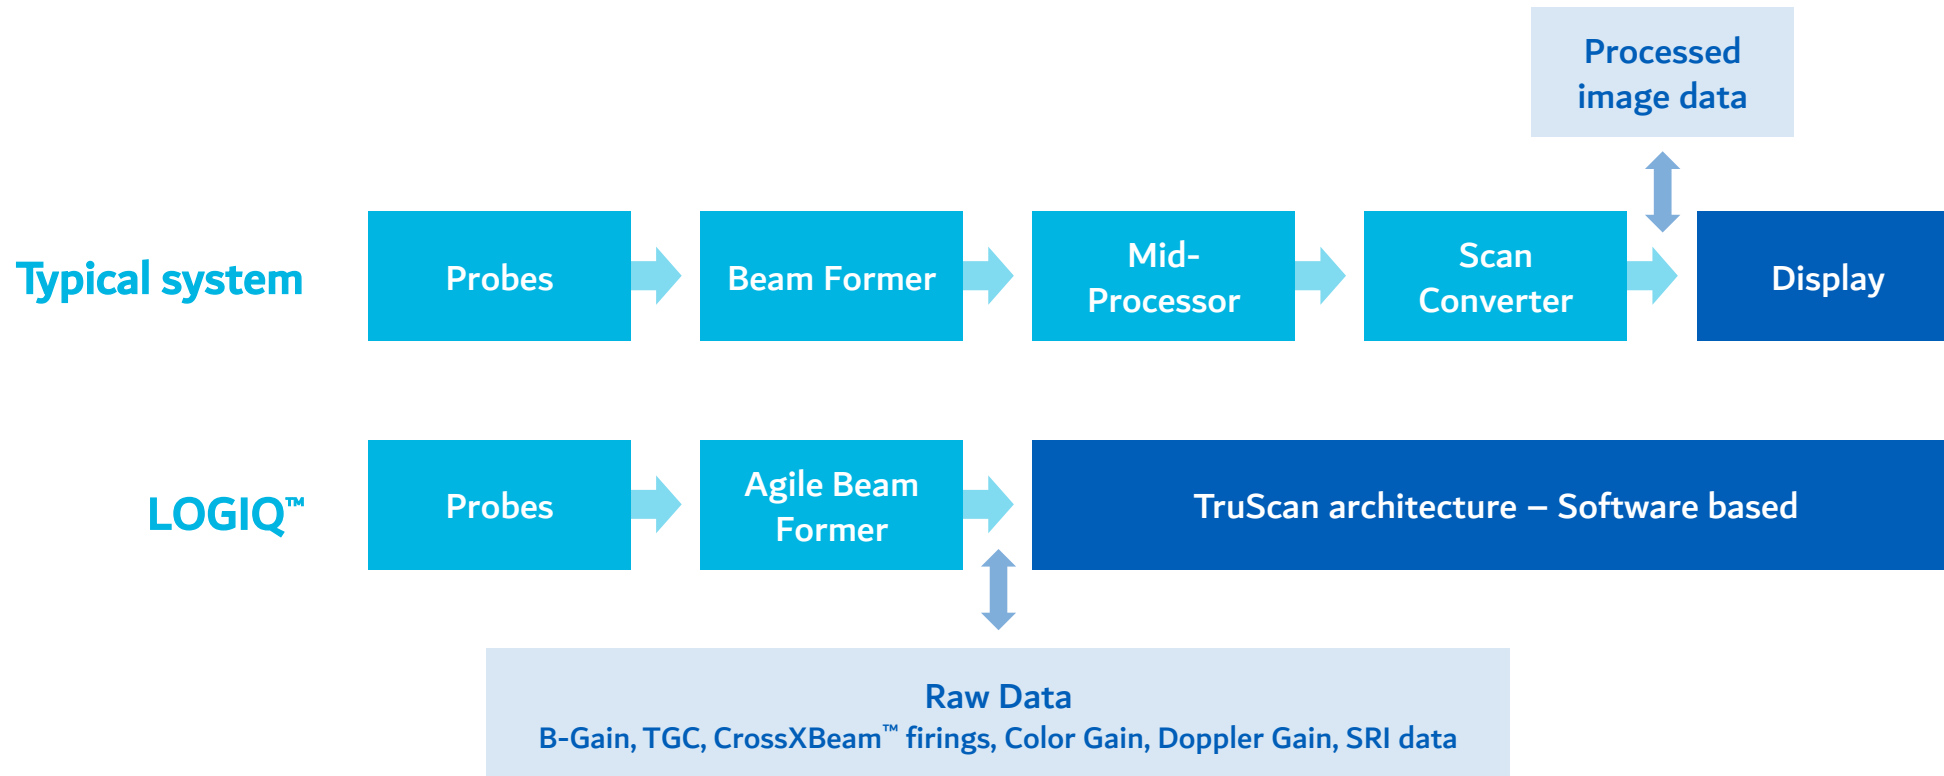 Processed
image data
Typical system
Probes
Beam Former
Mid-
Processor
Scan
Converter
Display
LOGIQ™
Probes
Agile Beam
Former
TruScan architecture – Software based
Raw Data
B-Gain, TGC, CrossXBeam™ firings, Color Gain, Doppler Gain, SRI data